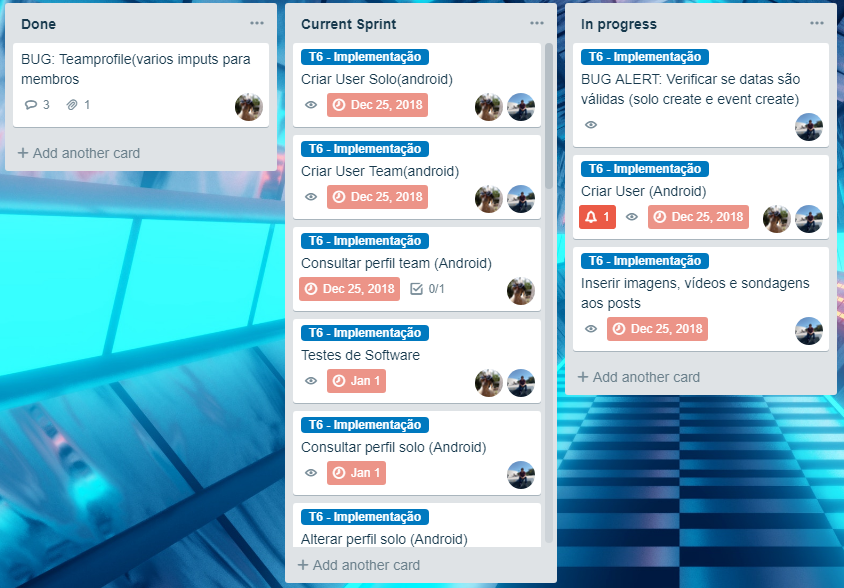 Done
BUG: Teamprofile(varios imputs para
membros
3
1
+ Add another card
Current Sprint
T6 - Implementação
Criar User Solo(android)
Dec 25, 2018
T6 - Implementação
Criar User Team(android)
Dec 25, 2018
T6 - Implementação
Consultar perfil team (Android)
Dec 25, 2018
0/1
T6 - Implementação
Testes de Software
Jan 1
T6 - Implementação
Consultar perfil solo (Android)
Jan 1
T6 - Implementação
Alterar perfil solo (Android)
+ Add another card
In progress
T6 - Implementação
BUG ALERT: Verificar se datas são
válidas (solo create e event create)
T6 - Implementação
Criar User (Android)
1
Dec 25, 2018
T6 - Implementação
Inserir imagens, vídeos e sondagens
aos posts
Dec 25, 2018
+ Add another card